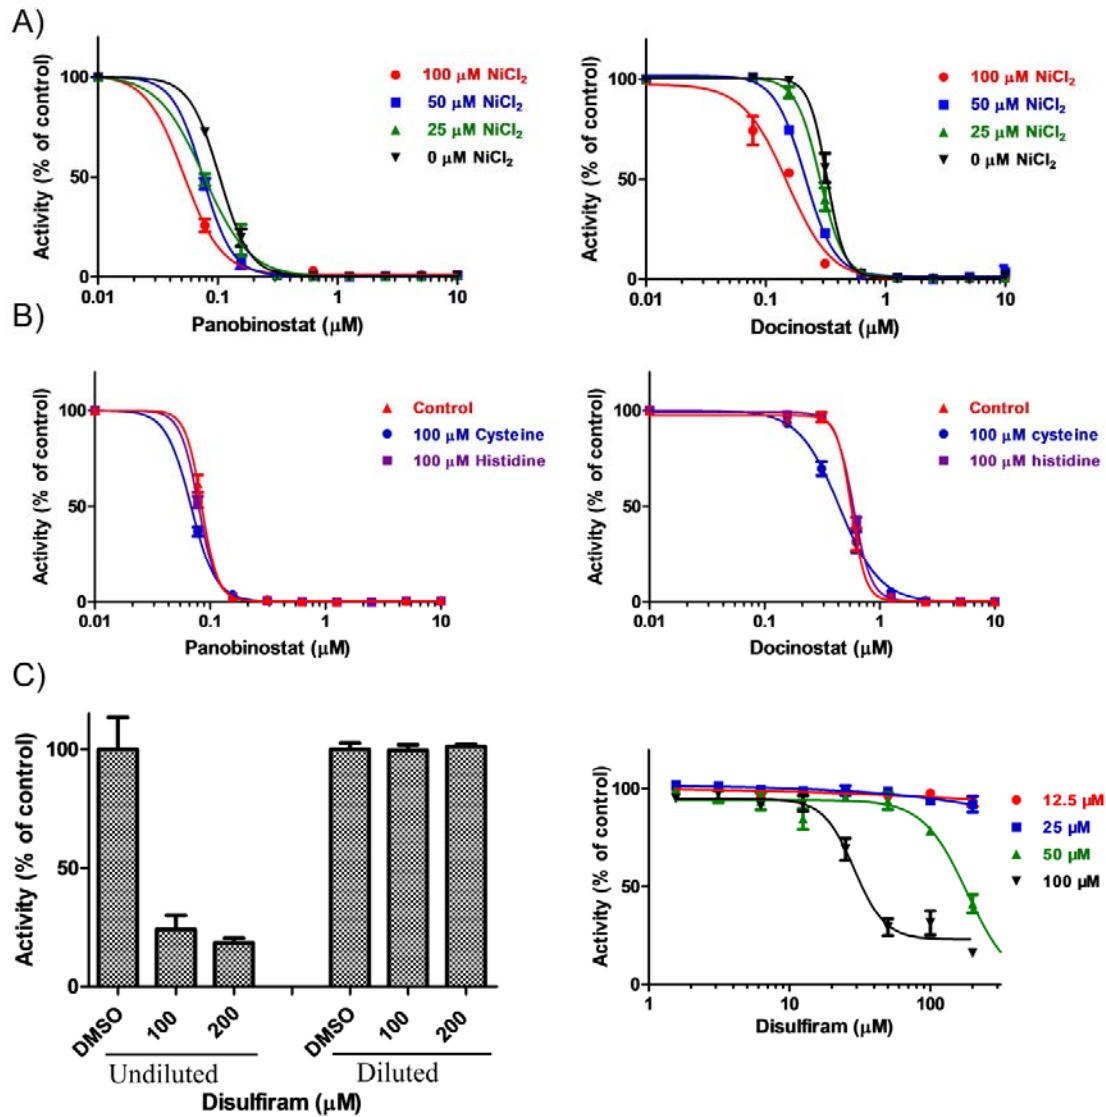 A)
Activity (% of control)
100
50
0
0.01 0.1 1 10
Panobinostat (µM)
100 µM NiCl₂
50 µM NiCl₂
25 µM NiCl₂
0 µM NiCl₂
Activity (% of control)
100
50
0
0.01 0.1 1 10
Docinostat (µM)
100 µM NiCl₂
50 µM NiCl₂
25 µM NiCl₂
0 µM NiCl₂
B)
Activity (% of control)
100
50
0
0.01 0.1 1 10
Panobinostat (µM)
Control
100 µM Cysteine
100 µM Histidine
Activity (% of control)
100
50
0
0.01 0.1 1 10
Docinostat (µM)
Control
100 µM cysteine
100 µM histidine
C)
Activity (% of control)
100
50
0
DMSO 100 200 DMSO 100 200
Undiluted Diluted
Disulfiram (µM)
Activity (% of control)
100
50
0
1 10 100
Disulfiram (µM)
12.5 µM
25 µM
50 µM
100 µM